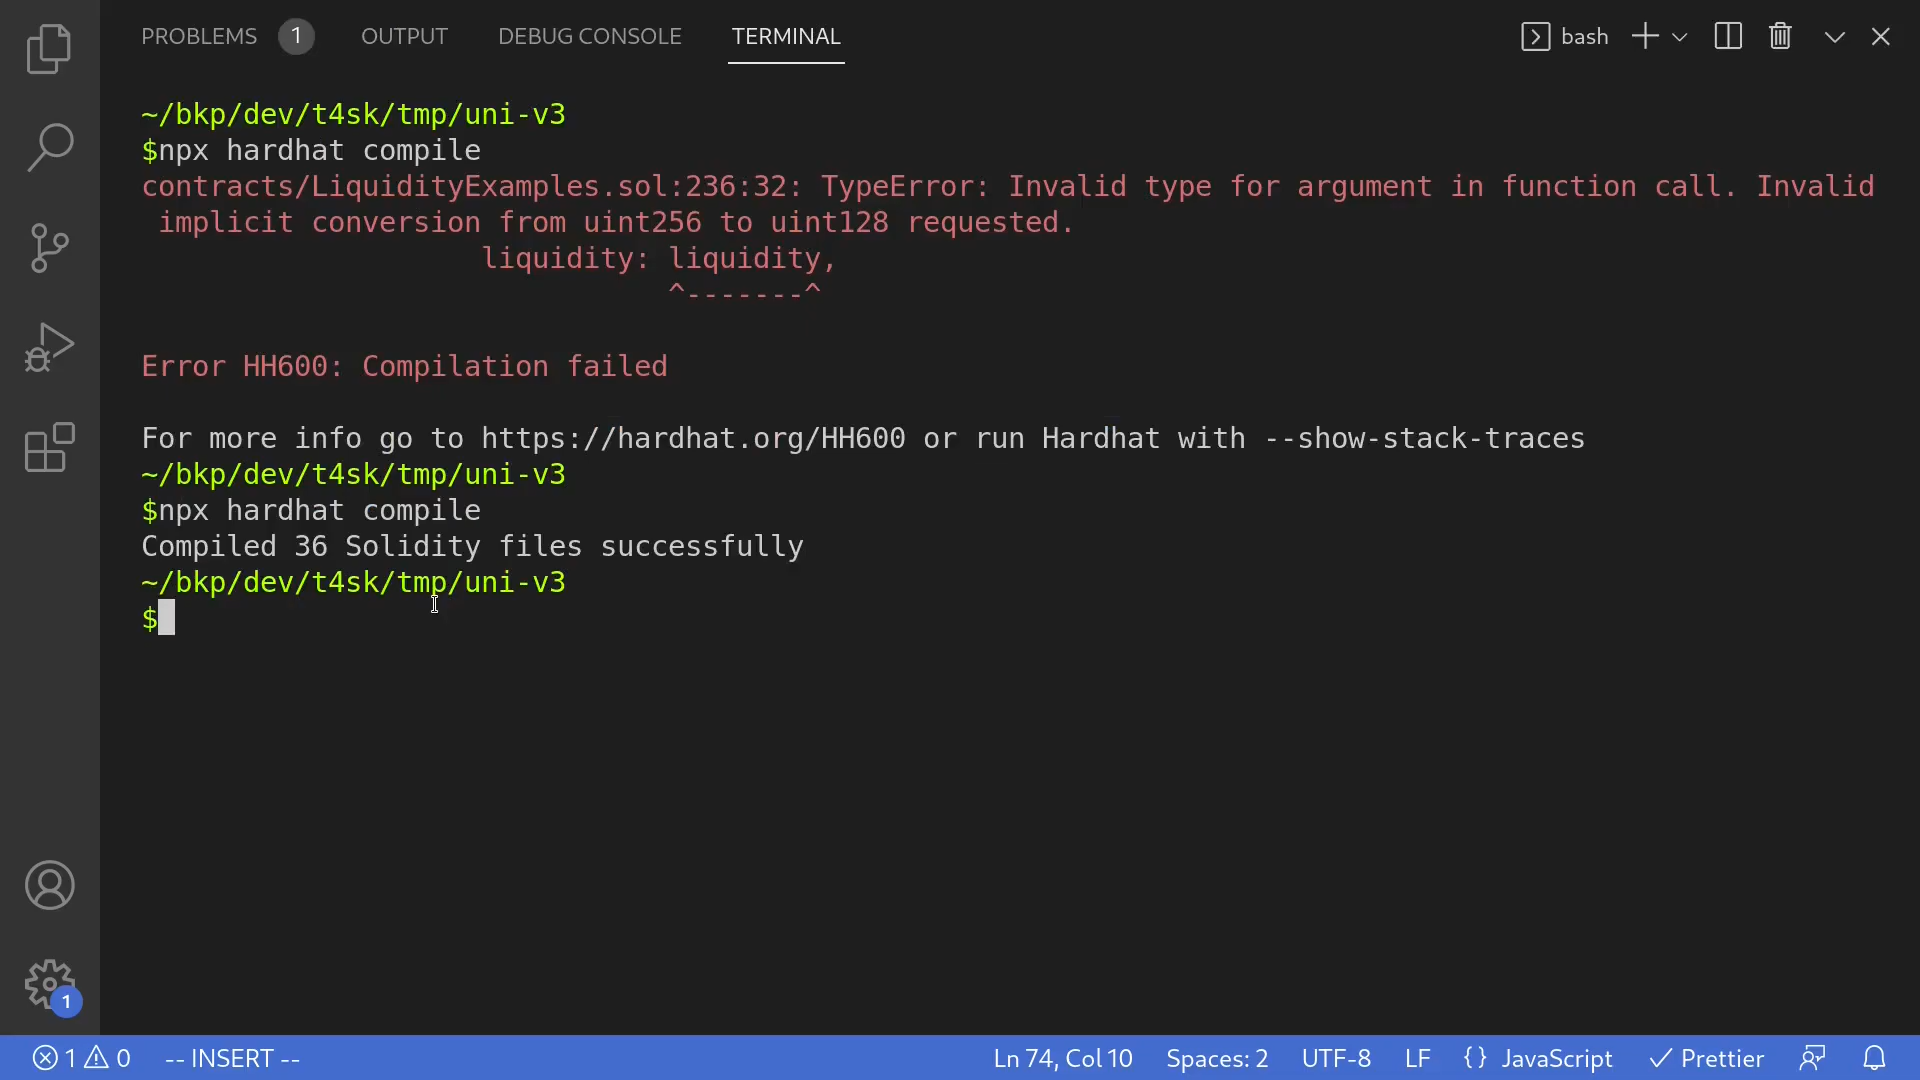 PROBLEMS 1 OUTPUT DEBUG CONSOLE TERMINAL bash
~/bkp/dev/t4sk/tmp/uni-v3
$npx hardhat compile
contracts/LiquidityExamples.sol:236:32: TypeError: Invalid type for argument in function call. Invalid
implicit conversion from uint256 to uint128 requested.
liquidity: liquidity,
^-------^
Error HH600: Compilation failed
For more info go to https://hardhat.org/HH600 or run Hardhat with --show-stack-traces
~/bkp/dev/t4sk/tmp/uni-v3
$npx hardhat compile
Compiled 36 Solidity files successfully
~/bkp/dev/t4sk/tmp/uni-v3
$
1
1 0 -- INSERT -- Ln 74, Col 10 Spaces: 2 UTF-8 LF {} JavaScript Prettier